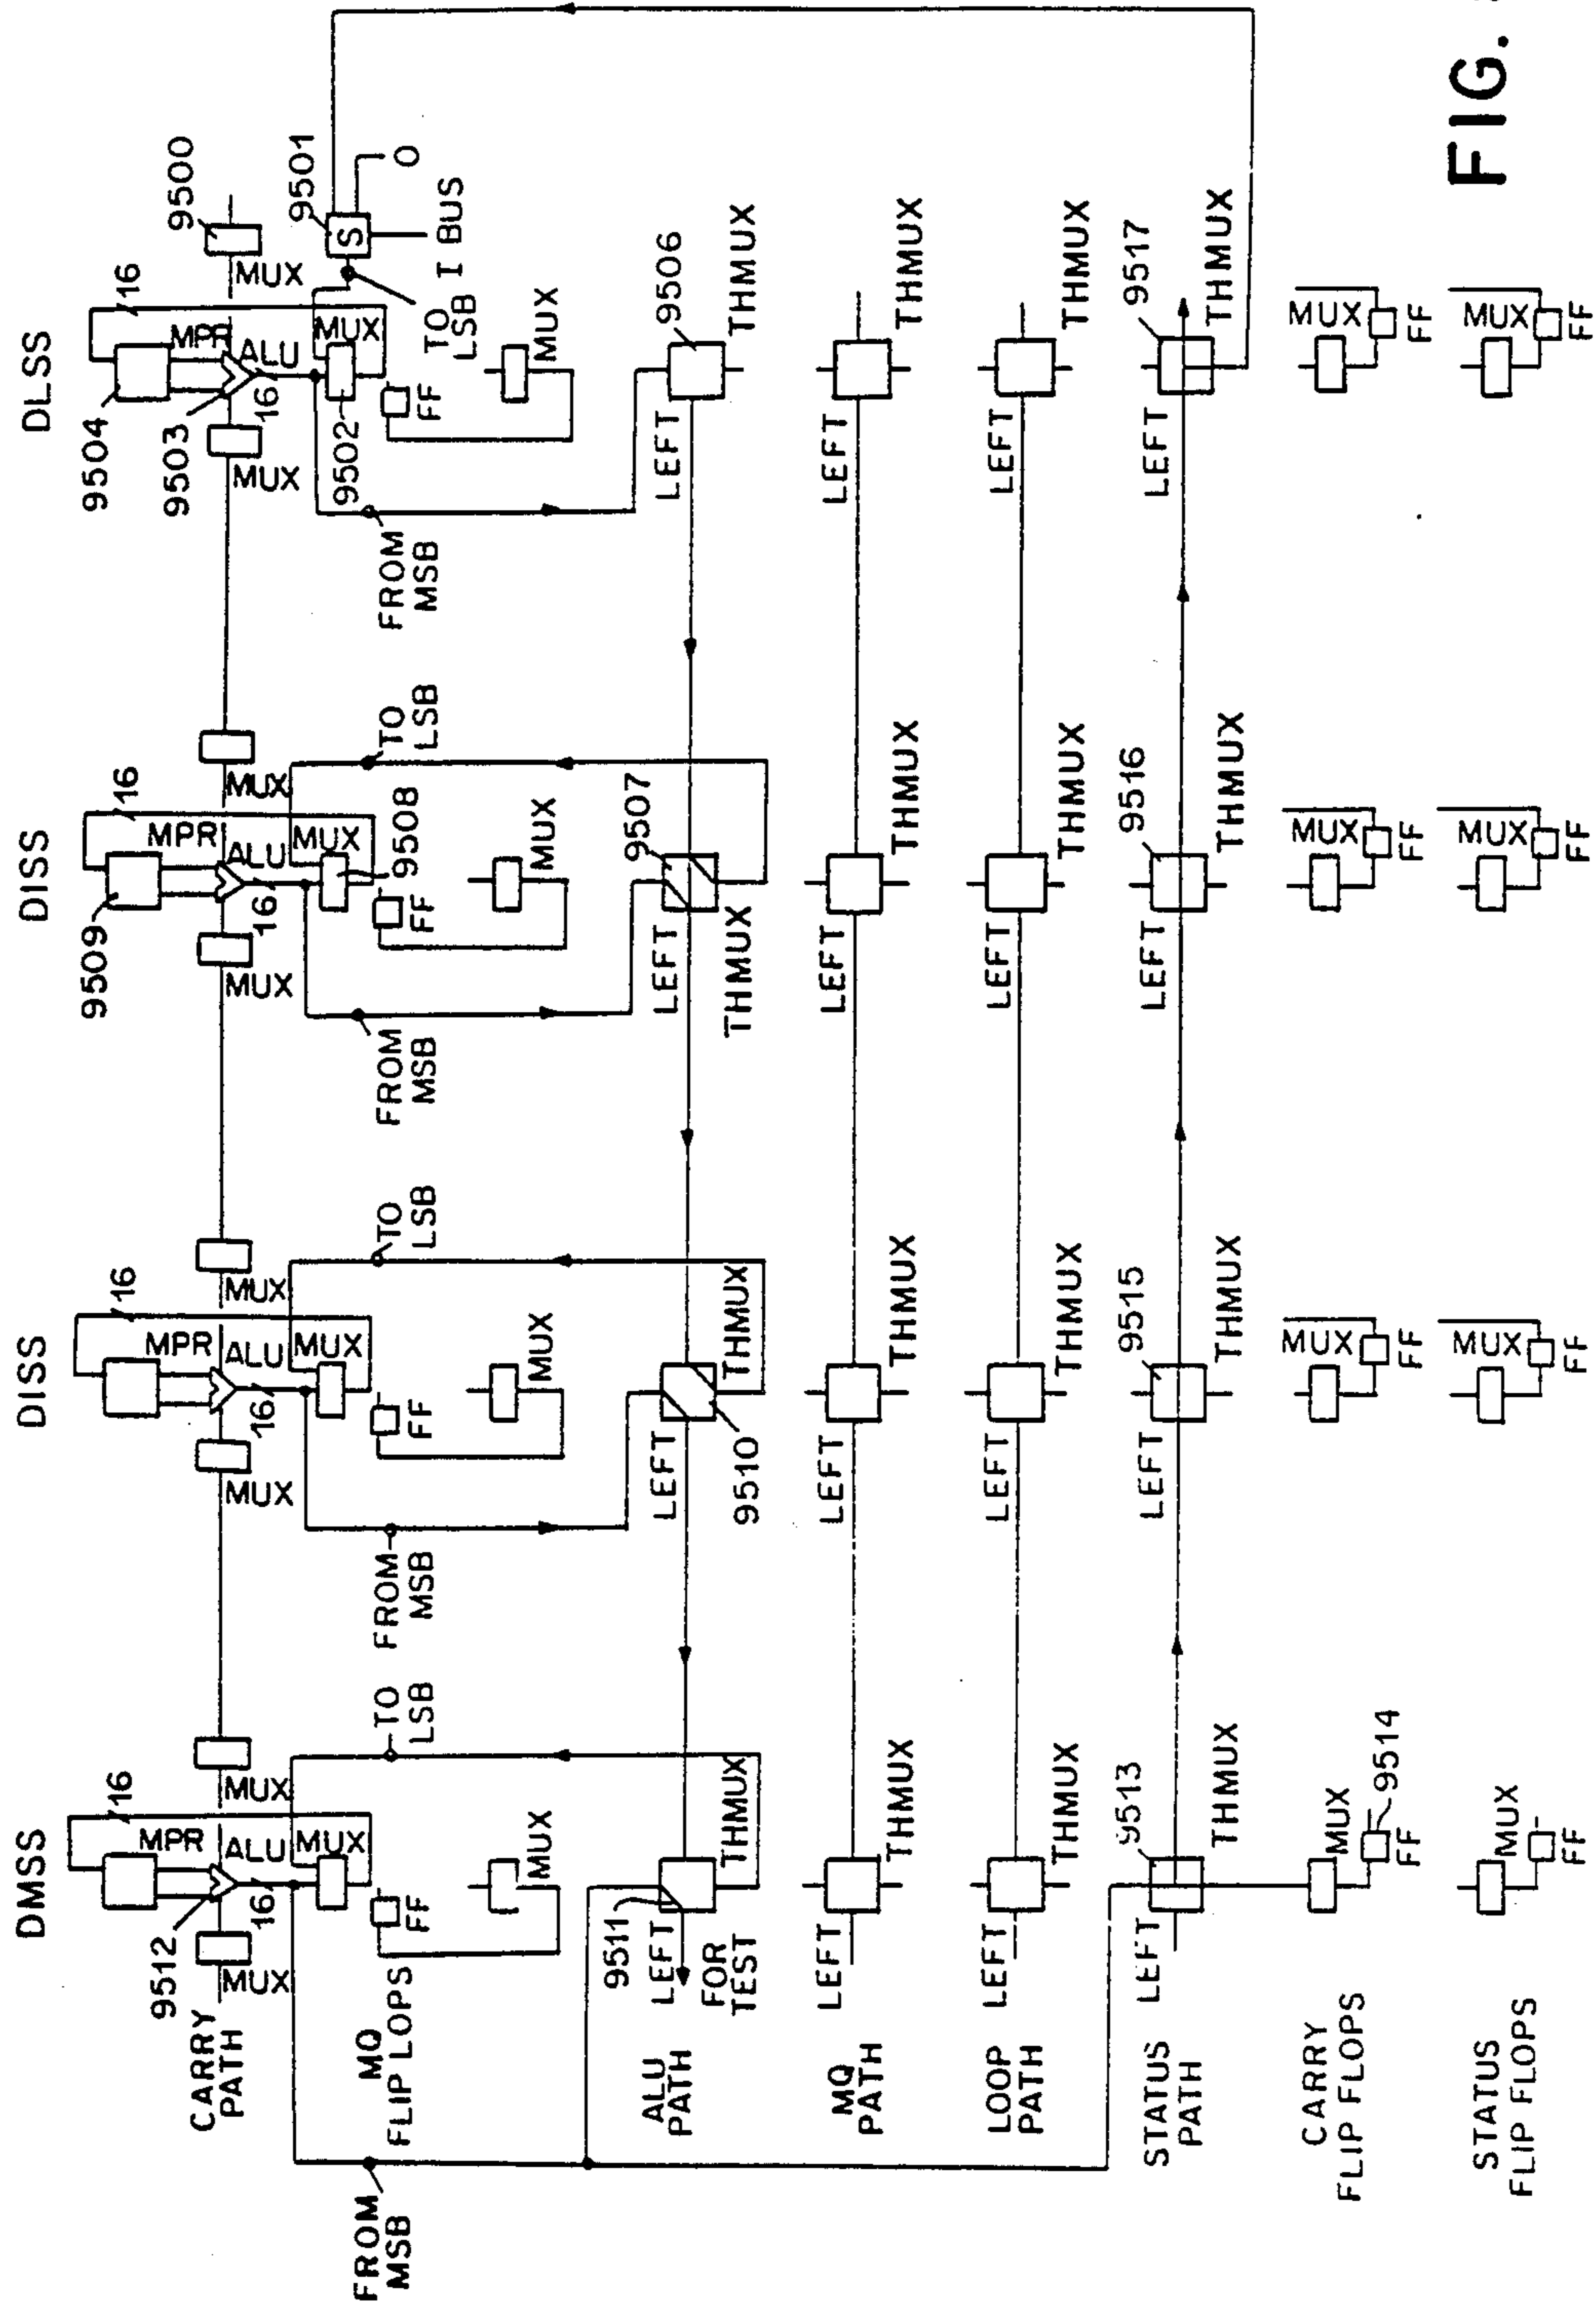 DMSS
DISS
DISS
DLSS
9504
9503
9509
9512
9500
9501
16
MPR
ALU
MUX
MUX
MUX
16
16
MPR
ALU
MUX
MUX
MUX
16
16
MPR
ALU
MUX
MUX
MUX
16
9508
16
MPR
ALU
MUX
MUX
MUX
16
9502
S
O
I BUS
CARRY
PATH
MQ
FLIP FLOPS
FF
MUX
FF
MUX
FF
MUX
FF
MUX
FROM
MSB
TO
LSB
FROM
MSB
TO
LSB
FROM
MSB
TO
LSB
FROM
MSB
TO
LSB
ALU
PATH
9511
LEFT
FOR
TEST
THMUX
LEFT
9510
THMUX
9507
LEFT
THMUX
9506
LEFT
THMUX
MQ
PATH
LEFT
THMUX
LEFT
THMUX
LEFT
THMUX
LEFT
THMUX
LOOP
PATH
LEFT
THMUX
LEFT
THMUX
LEFT
THMUX
LEFT
THMUX
STATUS
PATH
LEFT
9513
THMUX
LEFT
9515
THMUX
LEFT
9516
THMUX
LEFT
9517
THMUX
CARRY
FLIP FLOPS
MUX
FF
9514
MUX
FF
MUX
FF
MUX
FF
STATUS
FLIP FLOPS
MUX
FF
MUX
FF
MUX
FF
MUX
FF
FIG.